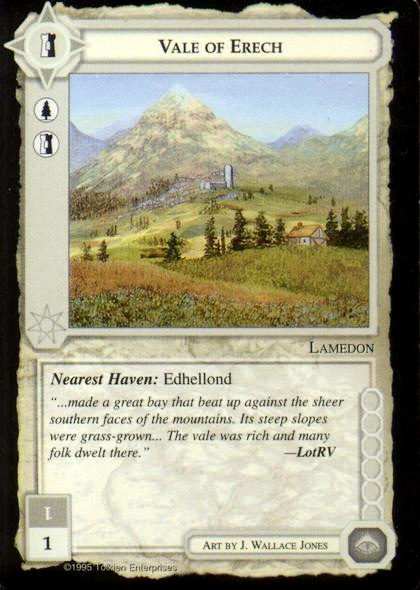 VALE OF ERECH
LAMEDON
Nearest Haven: Edhellond
“...made a great bay that beat up against the sheer
southern faces of the mountains. Its steep slopes
were grass-grown... The vale was rich and many
folk dwelt there.” —LotRV
I
1
ART BY J. WALLACE JONES
©1995 Tolkien Enterprises